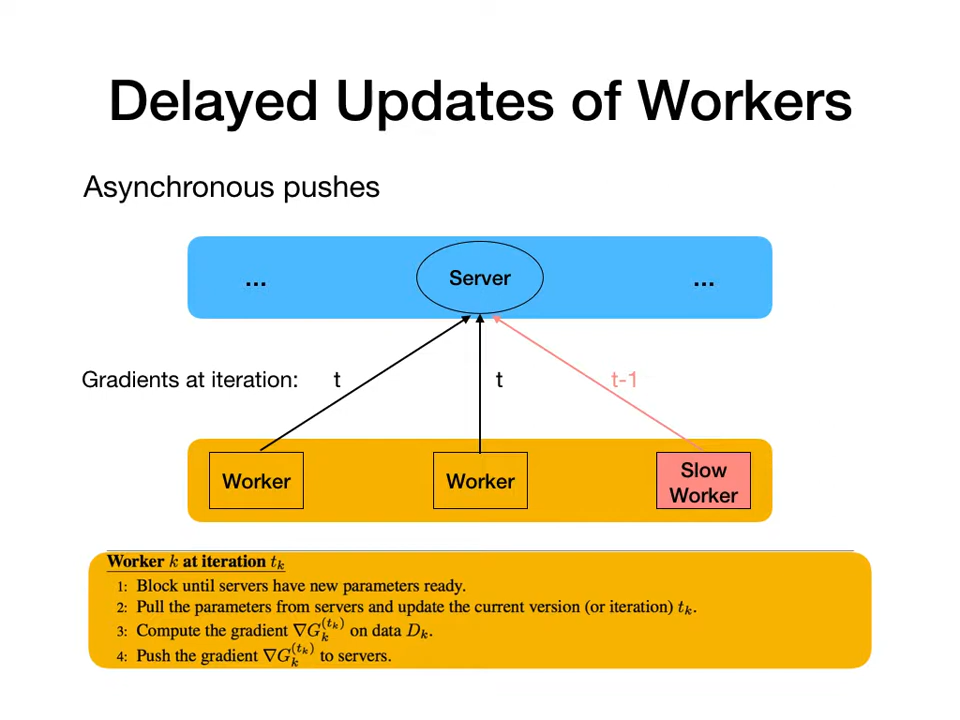 Delayed Updates of Workers
Asynchronous pushes
... Server ...
Gradients at iteration: t t t-1
Worker Worker Slow Worker
Worker k at iteration tₖ
1: Block until servers have new parameters ready.
2: Pull the parameters from servers and update the current version (or iteration) tₖ.
3: Compute the gradient ∇Gₖ^(tₖ) on data Dₖ.
4: Push the gradient ∇Gₖ^(tₖ) to servers.